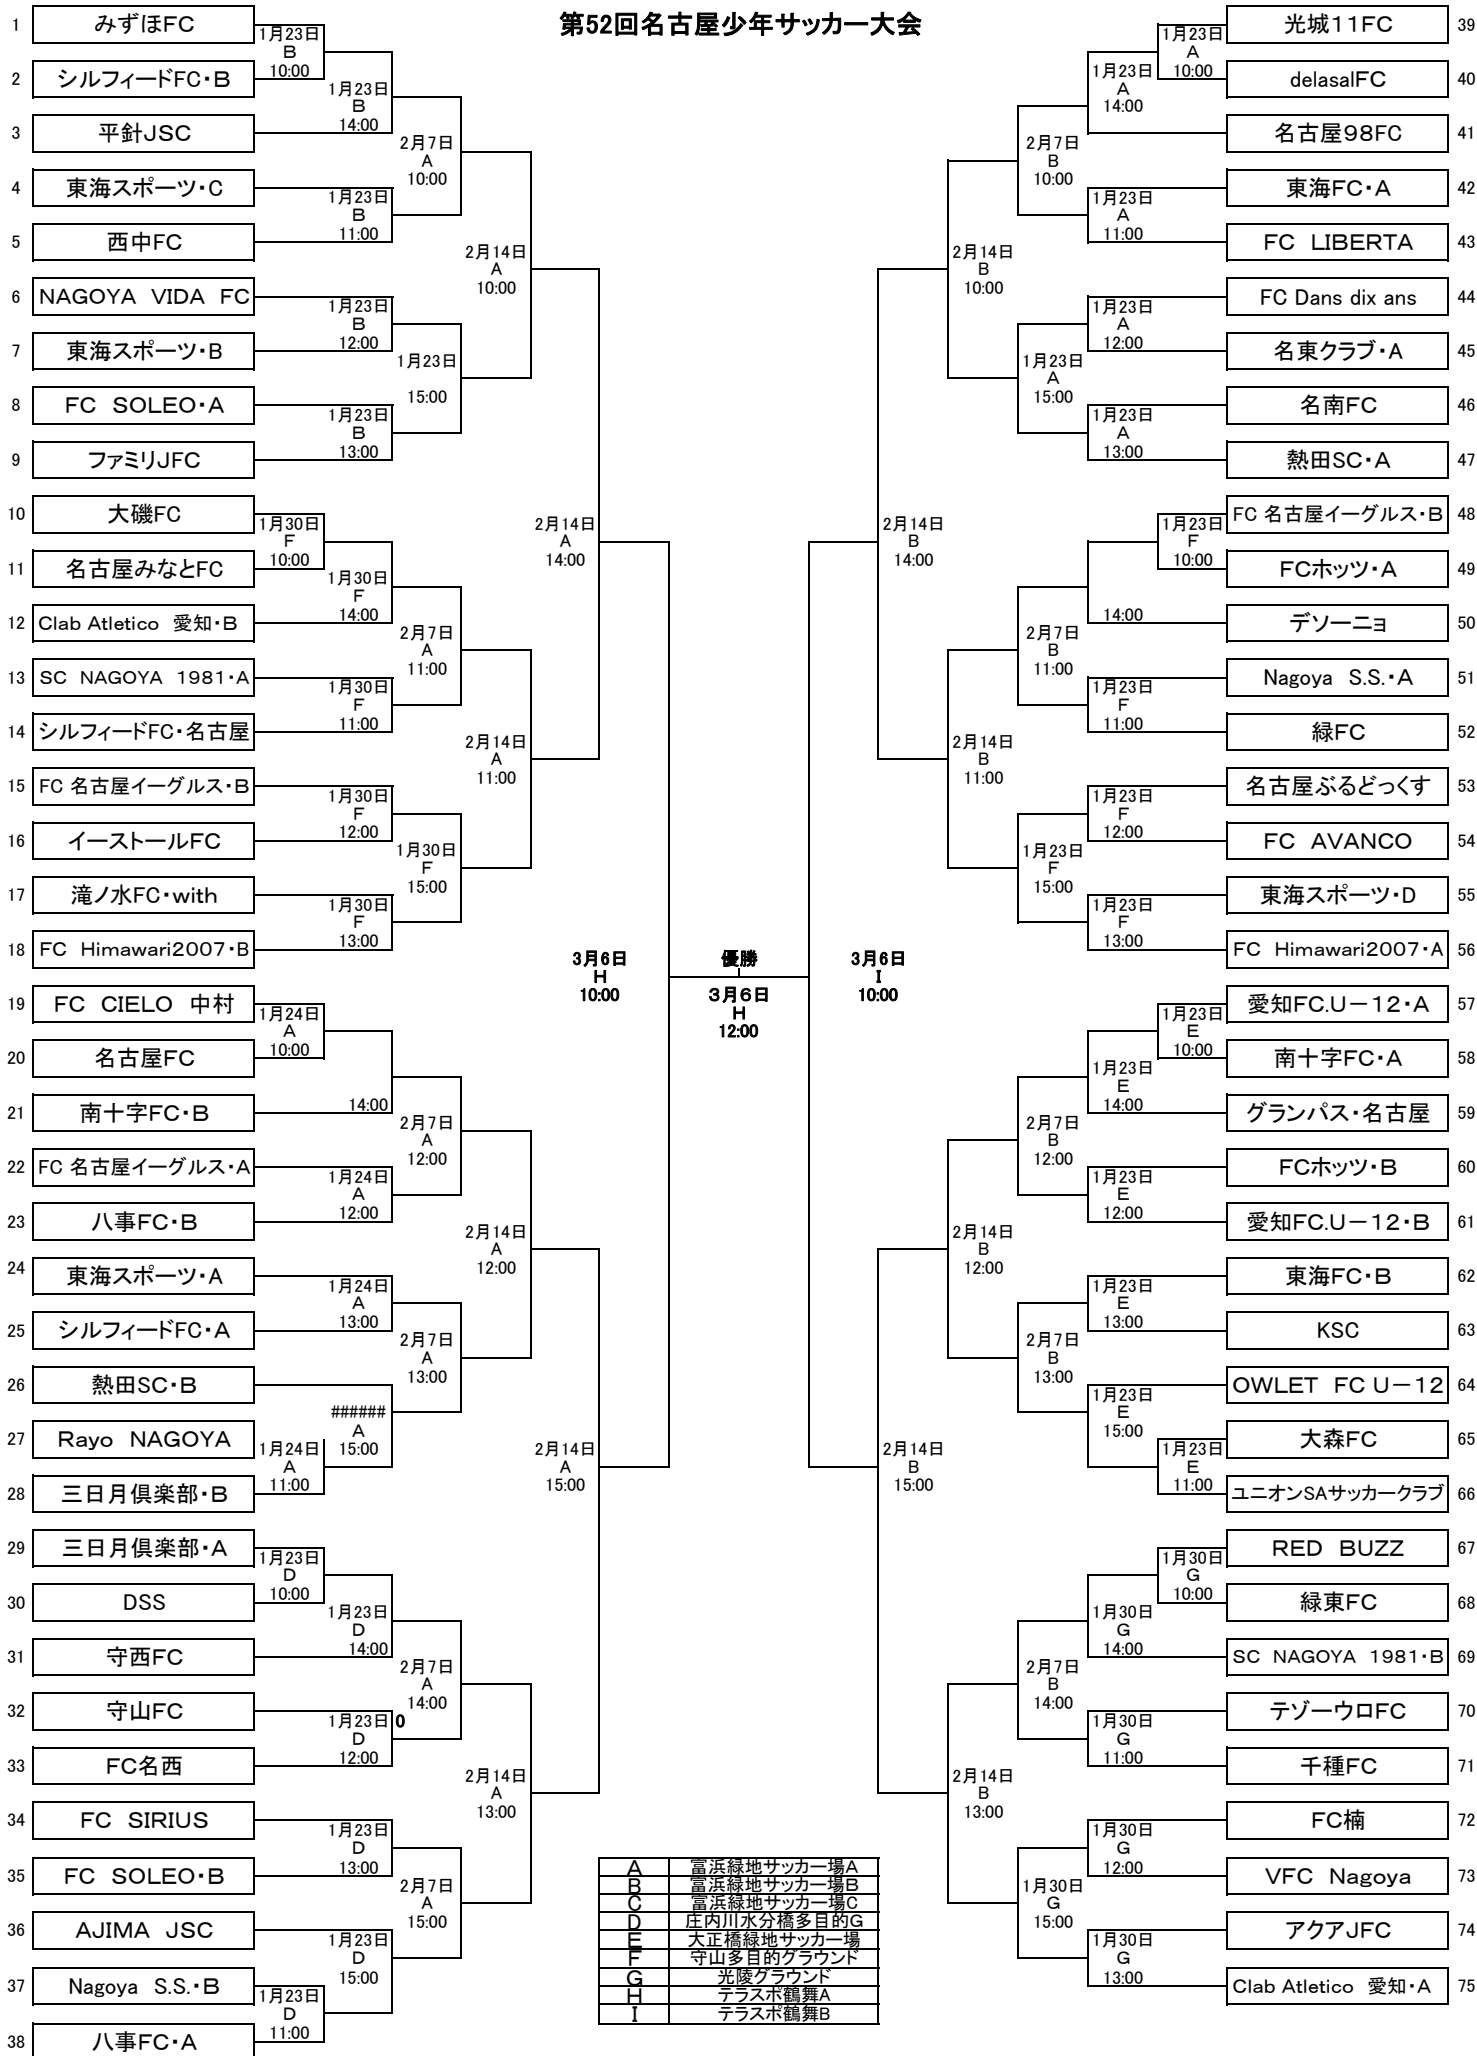 第52回名古屋少年サッカー大会
1 みずほFC
2 シルフィードFC・B
3 平針JSC
4 東海スポーツ・C
5 西中FC
6 NAGOYA VIDA FC
7 東海スポーツ・B
8 FC SOLEO・A
9 ファミリJFC
10 大磯FC
11 名古屋みなとFC
12 Clab Atletico 愛知・B
13 SC NAGOYA 1981・A
14 シルフィードFC・名古屋
15 FC 名古屋イーグルス・B
16 イーストールFC
17 滝ノ水FC・with
18 FC Himawari2007・B
19 FC CIELO 中村
20 名古屋FC
21 南十字FC・B
22 FC 名古屋イーグルス・A
23 八事FC・B
24 東海スポーツ・A
25 シルフィードFC・A
26 熱田SC・B
27 Rayo NAGOYA
28 三日月倶楽部・B
29 三日月倶楽部・A
30 DSS
31 守西FC
32 守山FC
33 FC名西
34 FC SIRIUS
35 FC SOLEO・B
36 AJIMA JSC
37 Nagoya S.S.・B
38 八事FC・A
1月23日
B
10:00
1月30日
F
10:00
1月24日
A
10:00
1月24日
A
11:00
1月23日
D
10:00
1月23日
D
11:00
1月23日
B
14:00
1月23日
B
11:00
1月23日
B
12:00
1月23日
B
13:00
1月30日
F
14:00
1月30日
F
11:00
1月30日
F
12:00
1月30日
F
13:00
14:00
1月24日
A
12:00
1月24日
A
13:00
######
A
15:00
1月23日
D
14:00
1月23日
D
12:00
0
1月23日
D
13:00
1月23日
D
15:00
2月7日
A
10:00
1月23日
15:00
2月7日
A
11:00
1月30日
F
15:00
2月7日
A
12:00
2月7日
A
13:00
2月7日
A
14:00
2月7日
A
15:00
2月14日
A
10:00
2月14日
A
11:00
2月14日
A
12:00
2月14日
A
13:00
2月14日
A
14:00
2月14日
A
15:00
3月6日
H
10:00
優勝
3月6日
H
12:00
3月6日
I
10:00
2月14日
B
14:00
2月14日
B
15:00
2月14日
B
10:00
2月14日
B
11:00
2月14日
B
12:00
2月14日
B
13:00
2月7日
B
10:00
1月23日
A
15:00
2月7日
B
11:00
1月23日
F
15:00
2月7日
B
12:00
2月7日
B
13:00
2月7日
B
14:00
1月30日
G
15:00
1月23日
A
14:00
1月23日
A
11:00
1月23日
A
12:00
1月23日
A
13:00
14:00
1月23日
F
11:00
1月23日
F
12:00
1月23日
F
13:00
1月23日
E
14:00
1月23日
E
12:00
1月23日
E
13:00
1月23日
E
15:00
1月30日
G
14:00
1月30日
G
11:00
1月30日
G
12:00
1月30日
G
13:00
1月23日
A
10:00
1月23日
F
10:00
1月23日
E
10:00
1月23日
E
11:00
1月30日
G
10:00
光城11FC 39
delasalFC 40
名古屋98FC 41
東海FC・A 42
FC LIBERTA 43
FC Dans dix ans 44
名東クラブ・A 45
名南FC 46
熱田SC・A 47
FC 名古屋イーグルス・B 48
FCホッツ・A 49
デソーニョ 50
Nagoya S.S.・A 51
緑FC 52
名古屋ぶるどっくす 53
FC AVANCO 54
東海スポーツ・D 55
FC Himawari2007・A 56
愛知FC.U－12・A 57
南十字FC・A 58
グランパス・名古屋 59
FCホッツ・B 60
愛知FC.U－12・B 61
東海FC・B 62
KSC 63
OWLET FC U－12 64
大森FC 65
ユニオンSAサッカークラブ 66
RED BUZZ 67
緑東FC 68
SC NAGOYA 1981・B 69
テゾーウロFC 70
千種FC 71
FC楠 72
VFC Nagoya 73
アクアJFC 74
Clab Atletico 愛知・A 75
A 富浜緑地サッカー場A
B 富浜緑地サッカー場B
C 富浜緑地サッカー場C
D 庄内川水分橋多目的G
E 大正橋緑地サッカー場
F 守山多目的グラウンド
G 光陵グラウンド
H テラスポ鶴舞A
I テラスポ鶴舞B